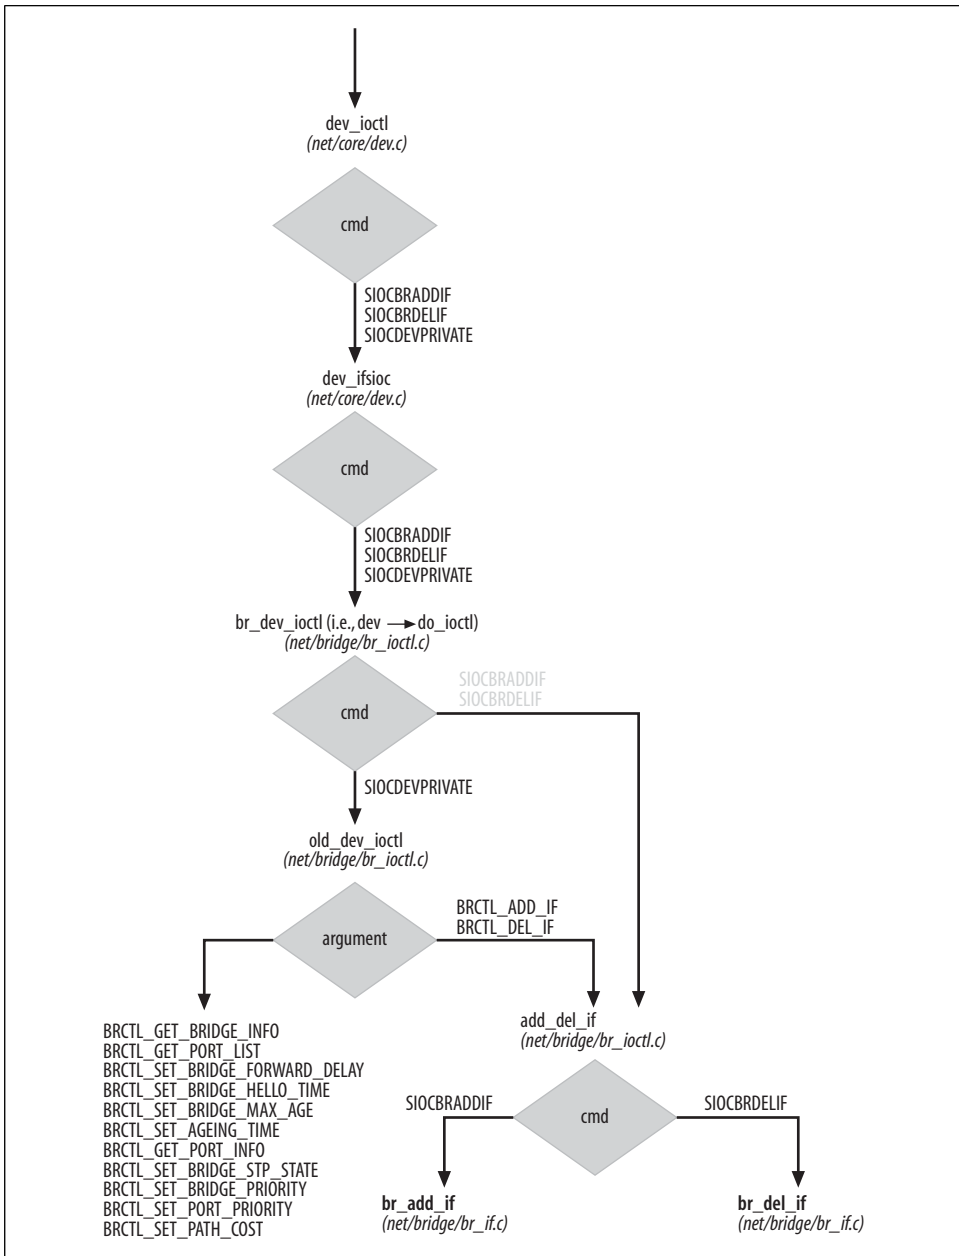 dev_ioctl
(net/core/dev.c)
cmd
SIOCBRADDIF
SIOCBRDELIF
SIOCDEVPRIVATE
dev_ifsioc
(net/core/dev.c)
cmd
SIOCBRADDIF
SIOCBRDELIF
SIOCDEVPRIVATE
br_dev_ioctl (i.e., dev → do_ioctl)
(net/bridge/br_ioctl.c)
SIOCBRADDIF
SIOCBRDELIF
cmd
SIOCDEVPRIVATE
old_dev_ioctl
(net/bridge/br_ioctl.c)
BRCTL_ADD_IF
BRCTL_DEL_IF
argument
BRCTL_GET_BRIDGE_INFO
BRCTL_GET_PORT_LIST
BRCTL_SET_BRIDGE_FORWARD_DELAY
BRCTL_SET_BRIDGE_HELLO_TIME
BRCTL_SET_BRIDGE_MAX_AGE
BRCTL_SET_AGEING_TIME
BRCTL_GET_PORT_INFO
BRCTL_SET_BRIDGE_STP_STATE
BRCTL_SET_BRIDGE_PRIORITY
BRCTL_SET_PORT_PRIORITY
BRCTL_SET_PATH_COST
add_del_if
(net/bridge/br_ioctl.c)
SIOCBRADDIF
cmd
SIOCBRDELIF
br_add_if
(net/bridge/br_if.c)
br_del_if
(net/bridge/br_if.c)